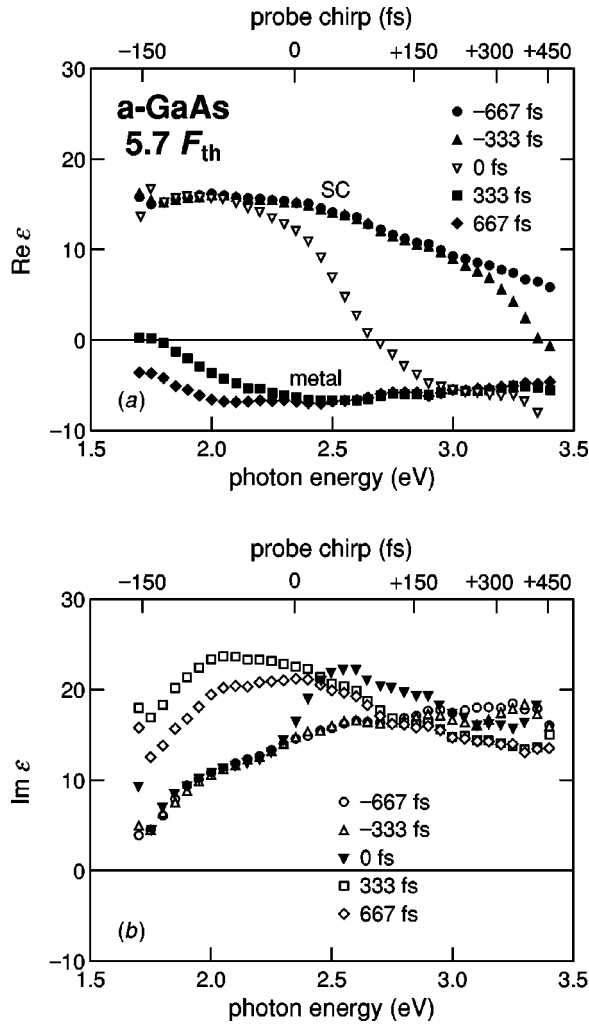 probe chirp (fs)
−150 0 +150 +300 +450
30
a-GaAs
5.7 Fth
−667 fs
−333 fs
0 fs
333 fs
667 fs
SC
20
10
Re ε
0
metal
(a)
−10
1.5 2.0 2.5 3.0 3.5
photon energy (eV)
probe chirp (fs)
−150 0 +150 +300 +450
30
20
10
Im ε
−667 fs
−333 fs
0 fs
333 fs
667 fs
0
(b)
−10
1.5 2.0 2.5 3.0 3.5
photon energy (eV)